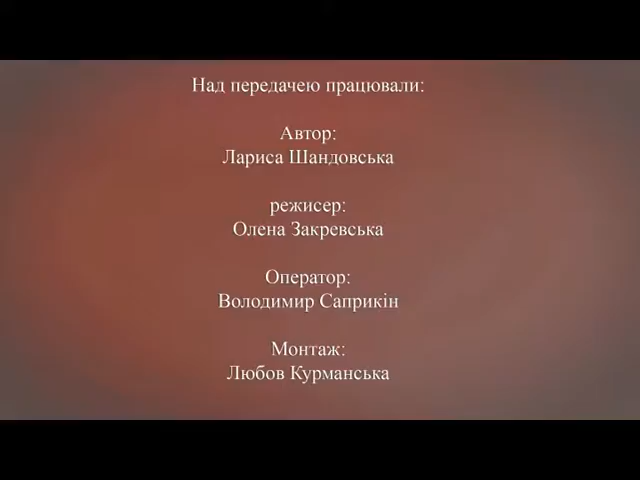 Над передачею працювали:
Автор:
Лариса Шандовська
режисер:
Олена Закревська
Оператор:
Володимир Саприкін
Монтаж:
Любов Курманська